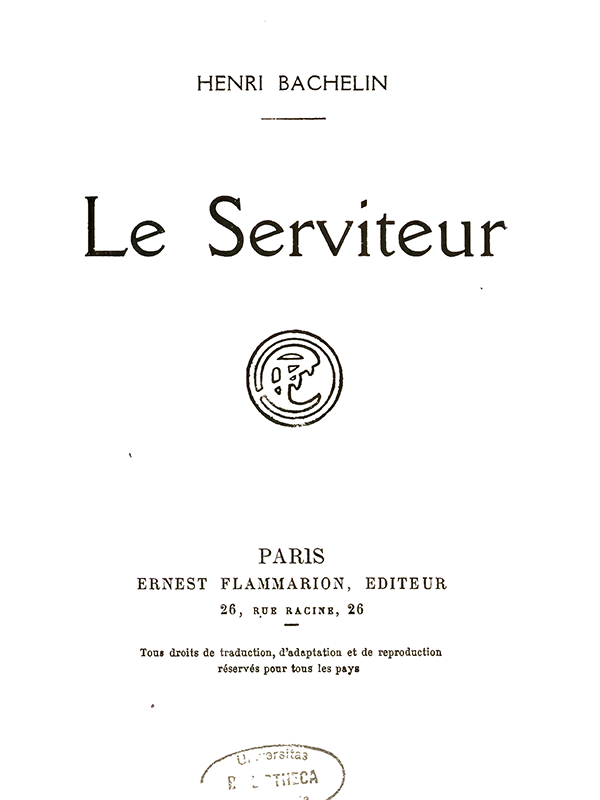 HENRI BACHELIN
Le Serviteur
PARIS
ERNEST FLAMMARION, EDITEUR
26, RUE RACINE, 26
Tous droits de traduction, d'adaptation et de reproduction
réservés pour tous les pays